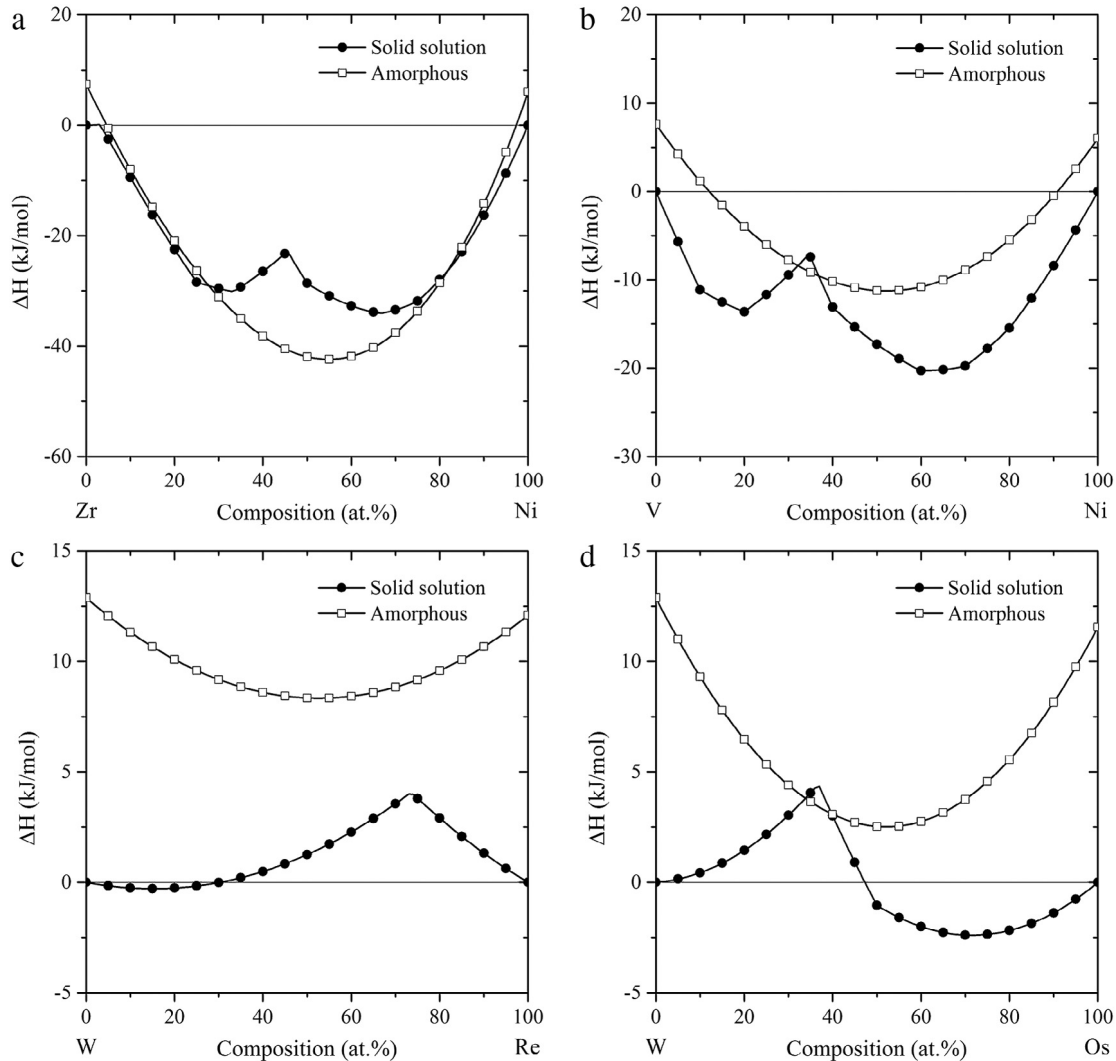 a
20
0
-20
-40
-60
ΔH (kJ/mol)
Solid solution
Amorphous
0 20 40 60 80 100
Zr Composition (at.%) Ni
b
20
10
0
-10
-20
-30
ΔH (kJ/mol)
Solid solution
Amorphous
0 20 40 60 80 100
V Composition (at.%) Ni
c
15
10
5
0
-5
ΔH (kJ/mol)
Solid solution
Amorphous
0 20 40 60 80 100
W Composition (at.%) Re
d
15
10
5
0
-5
ΔH (kJ/mol)
Solid solution
Amorphous
0 20 40 60 80 100
W Composition (at.%) Os